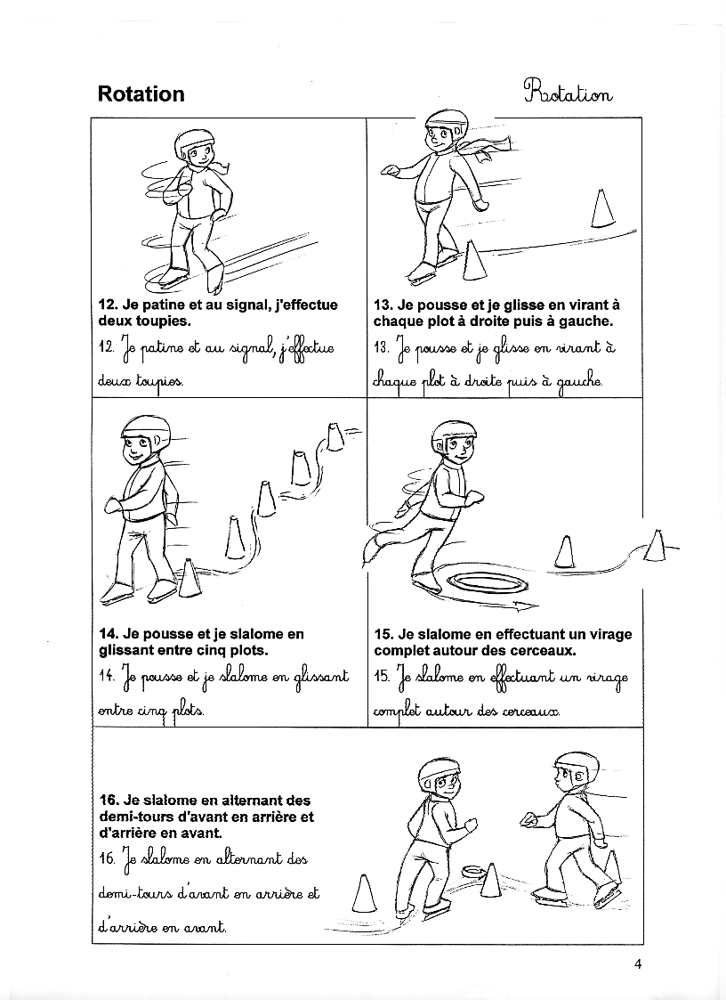 Rotation
Rotation
12. Je patine et au signal, j'effectue
deux toupies.
12. Je patine et au signal, j'effectue
deux toupies.
13. Je pousse et je glisse en virant à
chaque plot à droite puis à gauche.
13. Je pousse et je glisse en virant à
chaque plot à droite puis à gauche.
14. Je pousse et je slalome en
glissant entre cinq plots.
14. Je pousse et je slalome en glissant
entre cinq plots.
15. Je slalome en effectuant un virage
complet autour des cerceaux.
15. Je slalome en effectuant un virage
complet autour des cerceaux.
16. Je slalome en alternant des
demi-tours d'avant en arrière et
d'arrière en avant.
16. Je slalome en alternant des
demi-tours d'avant en arrière et
d'arrière en avant.
4